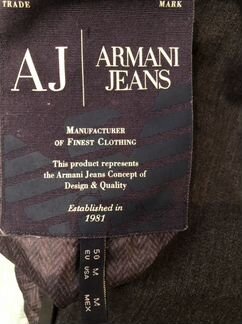 TRADE MARK
AJ ARMANI
JEANS
MANUFACTURER
OF FINEST CLOTHING
This product represents
the Armani Jeans Concept of
Design & Quality
Established in
1981
50 M M
EU USA MEX